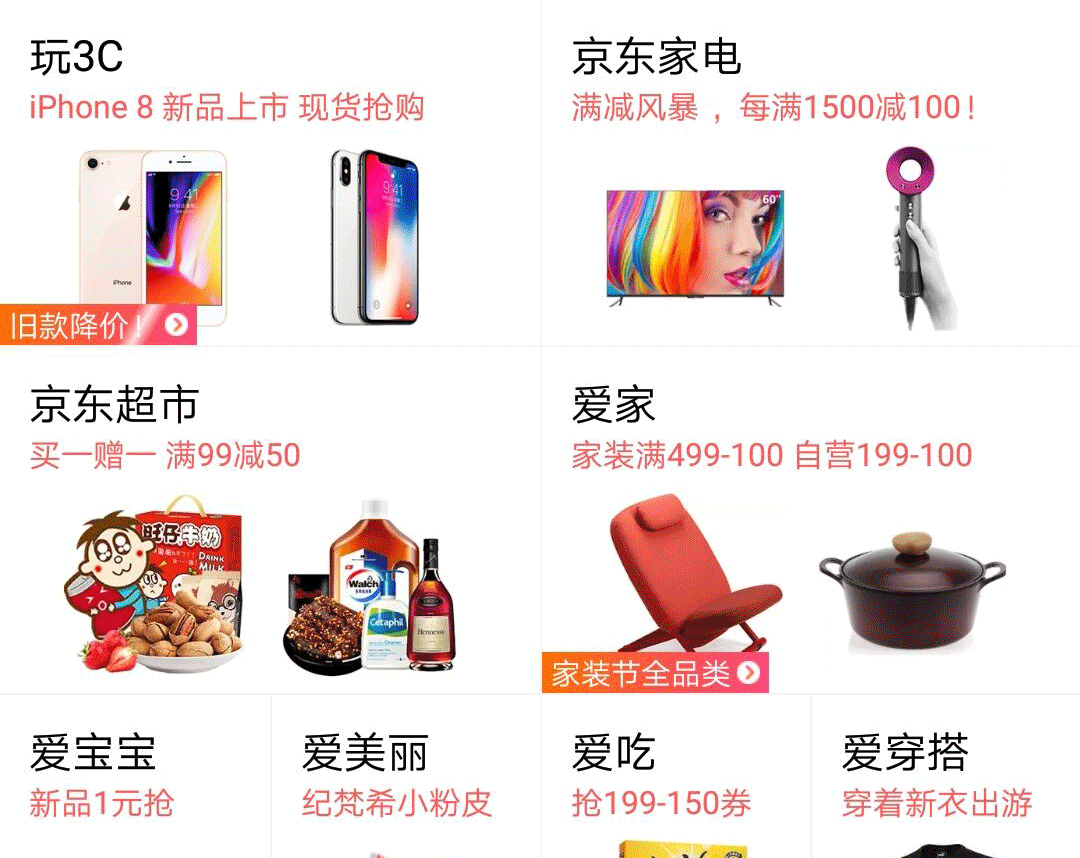 玩3C
iPhone 8 新品上市 现货抢购
9:41
9:41
iPhone
旧款降价！
京东家电
满减风暴 ，每满1500减100！
60"
京东超市
买一赠一 满99减50
旺仔牛奶
DRINK
MILK
Walch
Cetaphil
Hennessy
爱家
家装满499-100 自营199-100
家装节全品类
爱宝宝
新品1元抢
爱美丽
纪梵希小粉皮
爱吃
抢199-150券
爱穿搭
穿着新衣出游